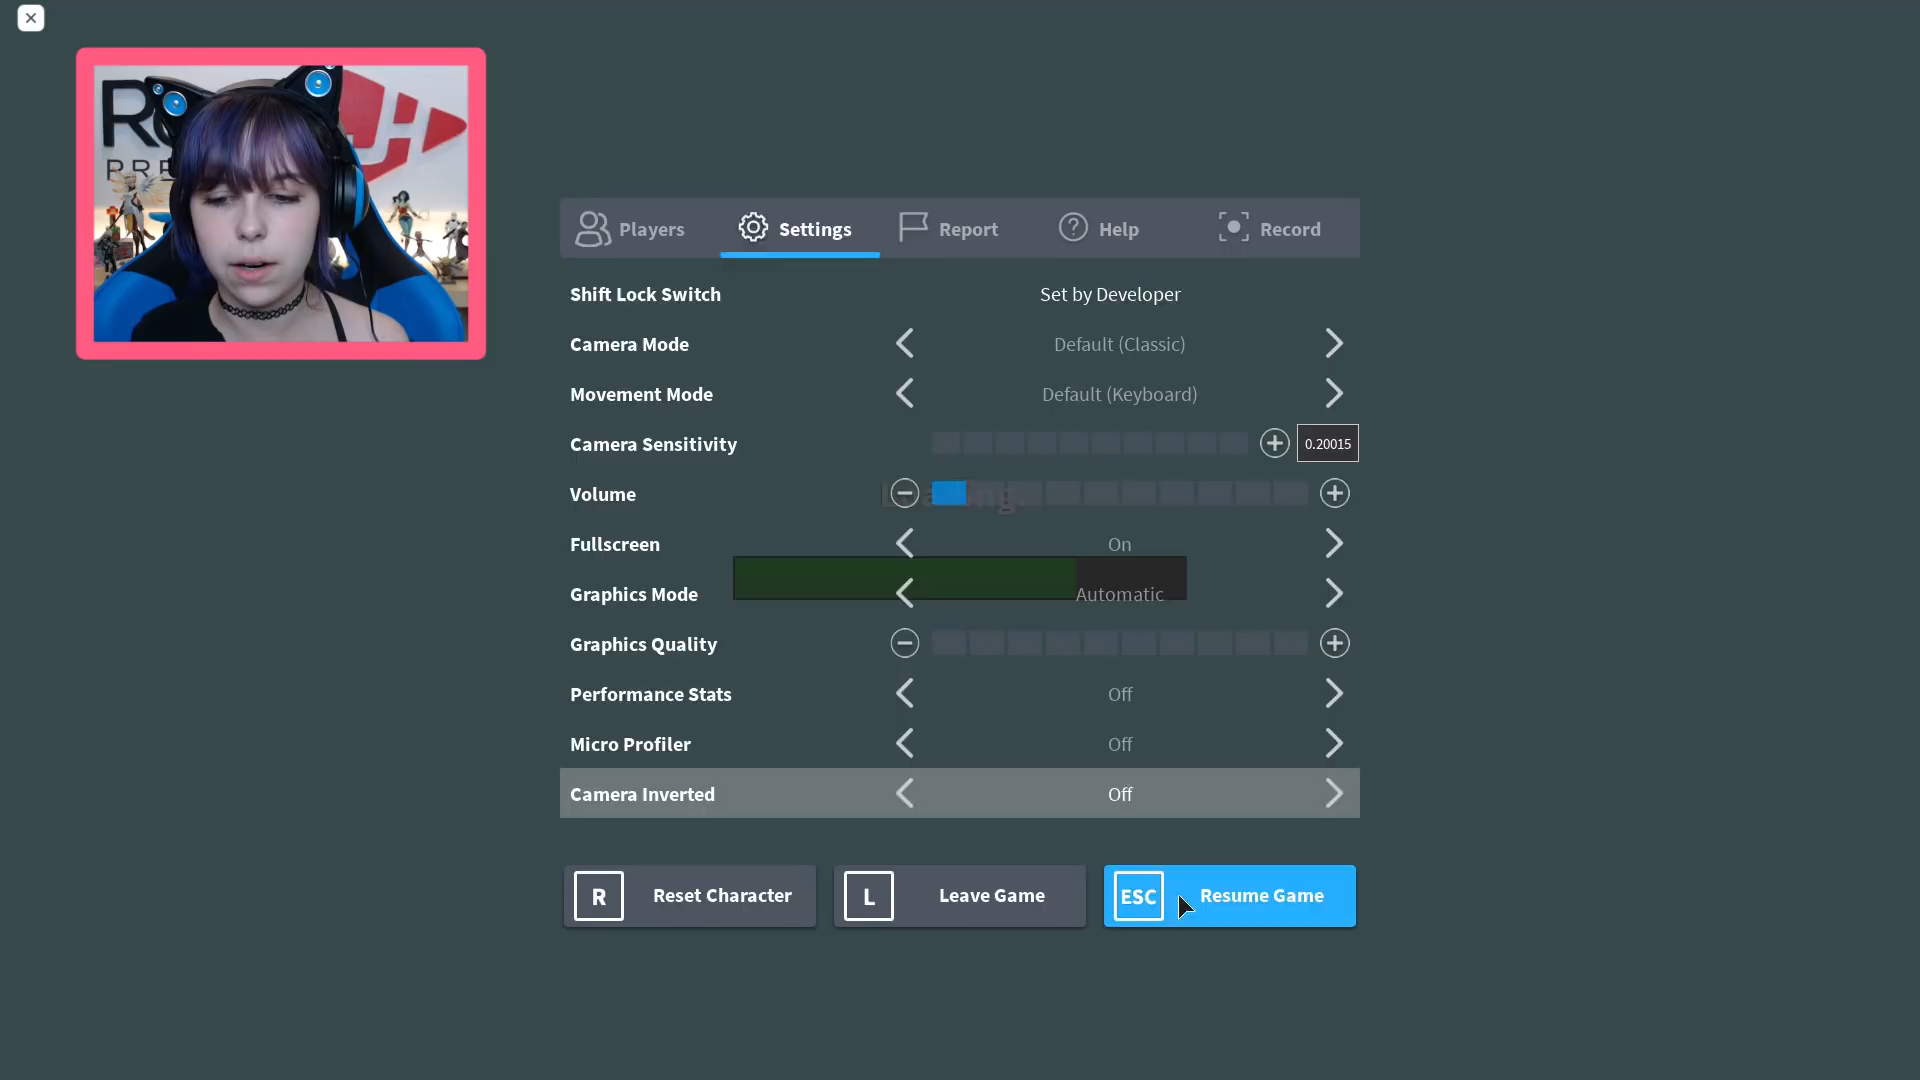 Players Settings Report Help Record
Shift Lock Switch Set by Developer
Camera Mode Default (Classic)
Movement Mode Default (Keyboard)
Camera Sensitivity 0.20015
Volume
Fullscreen On
Graphics Mode Automatic
Graphics Quality
Performance Stats Off
Micro Profiler Off
Camera Inverted Off
R Reset Character L Leave Game ESC Resume Game